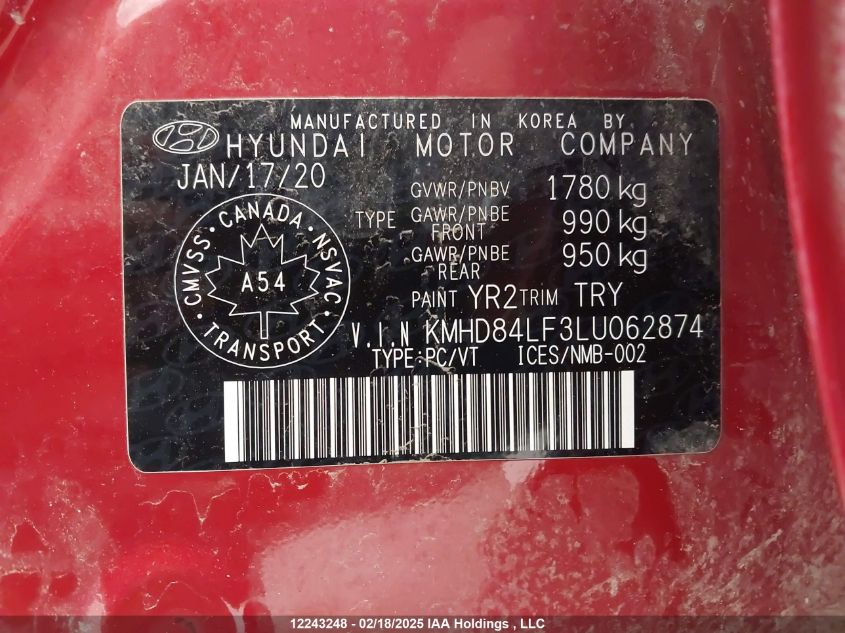 MANUFACTURED IN KOREA BY
HYUNDAI MOTOR COMPANY
JAN/17/20
GVWR/PNBV 1780 kg
TYPE GAWR/PNBE FRONT 990 kg
GAWR/PNBE REAR 950 kg
CMVSS · CANADA · NSVAC · TRANSPORT ·
A54
PAINT YR2 TRIM TRY
V.I.N KMHD84LF3LU062874
TYPE:PC/VT ICES/NMB-002
12243248 - 02/18/2025 IAA Holdings , LLC